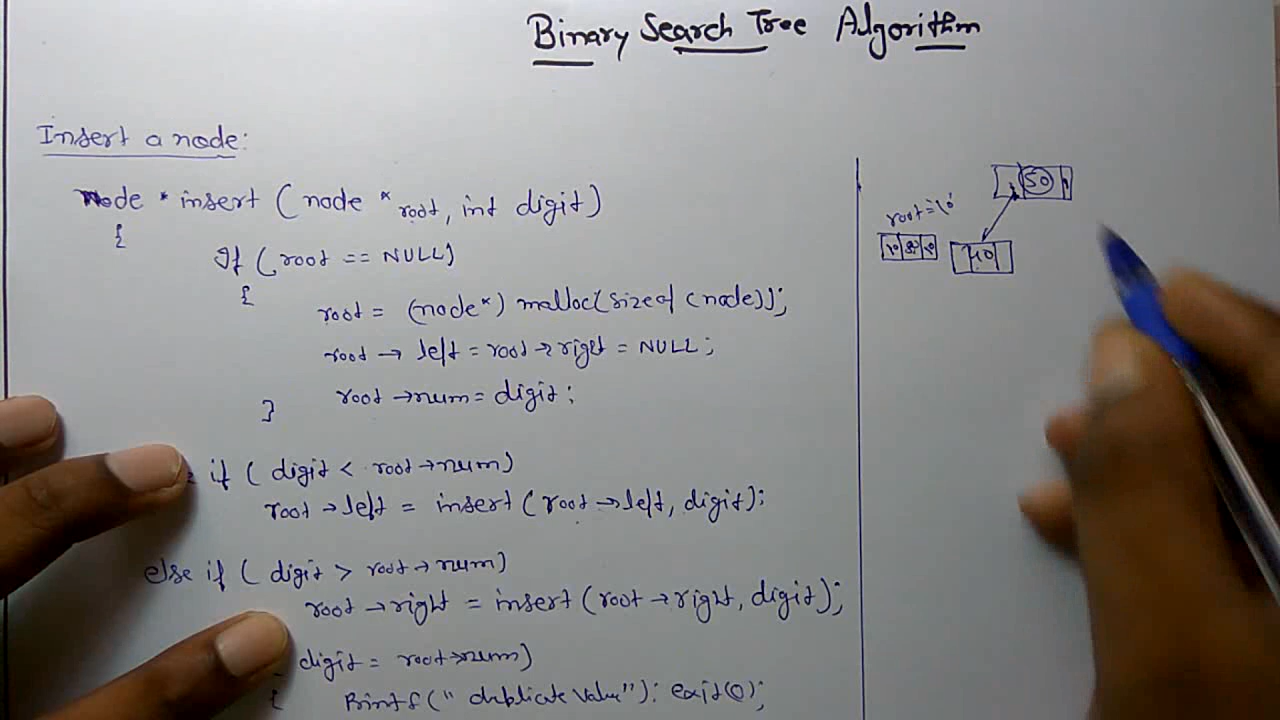 Binary Search Tree Algorithm
Insert a node:
Node * insert ( node * root, int digit )
{
If ( root == NULL )
{
root = (node*) malloc(sizeof (node));
root → left = root → right = NULL ;
root → num = digit ;
}
if ( digit < root → num )
root → left = insert ( root → left, digit );
else if ( digit > root → num )
root → right = insert ( root → right, digit );
digit = root → num )
{ Printf ( " duplicate value " ); exit(0);
50
40